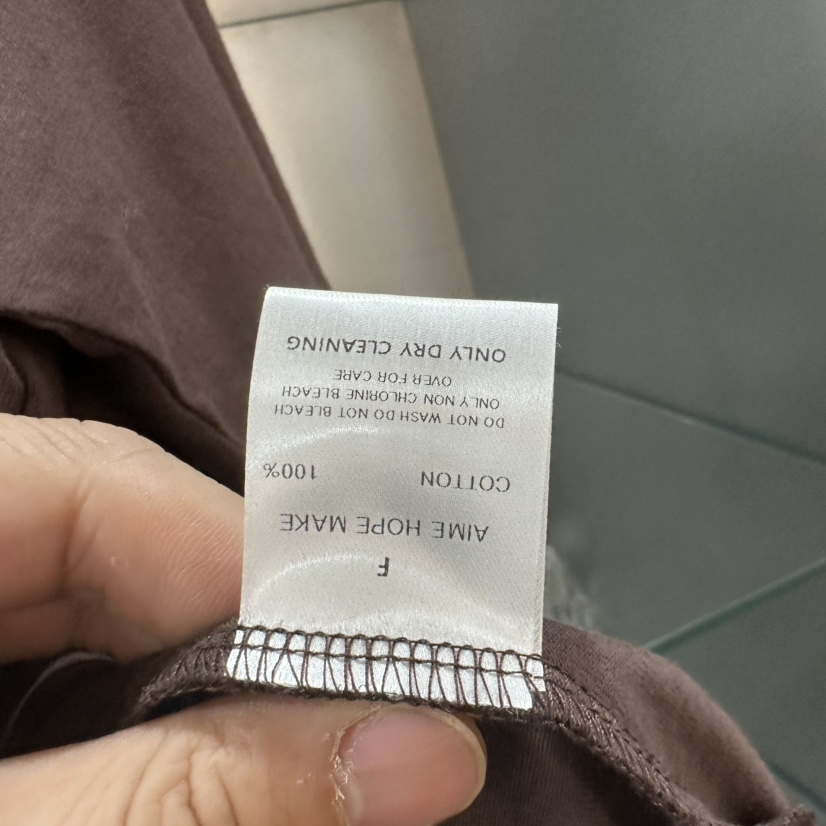 F
AIME HOPE MAKE
COTTON 100%
DO NOT WASH DO NOT BLEACH
ONLY NON CHLORINE BLEACH
OVER FOR CARE
ONLY DRY CLEANING